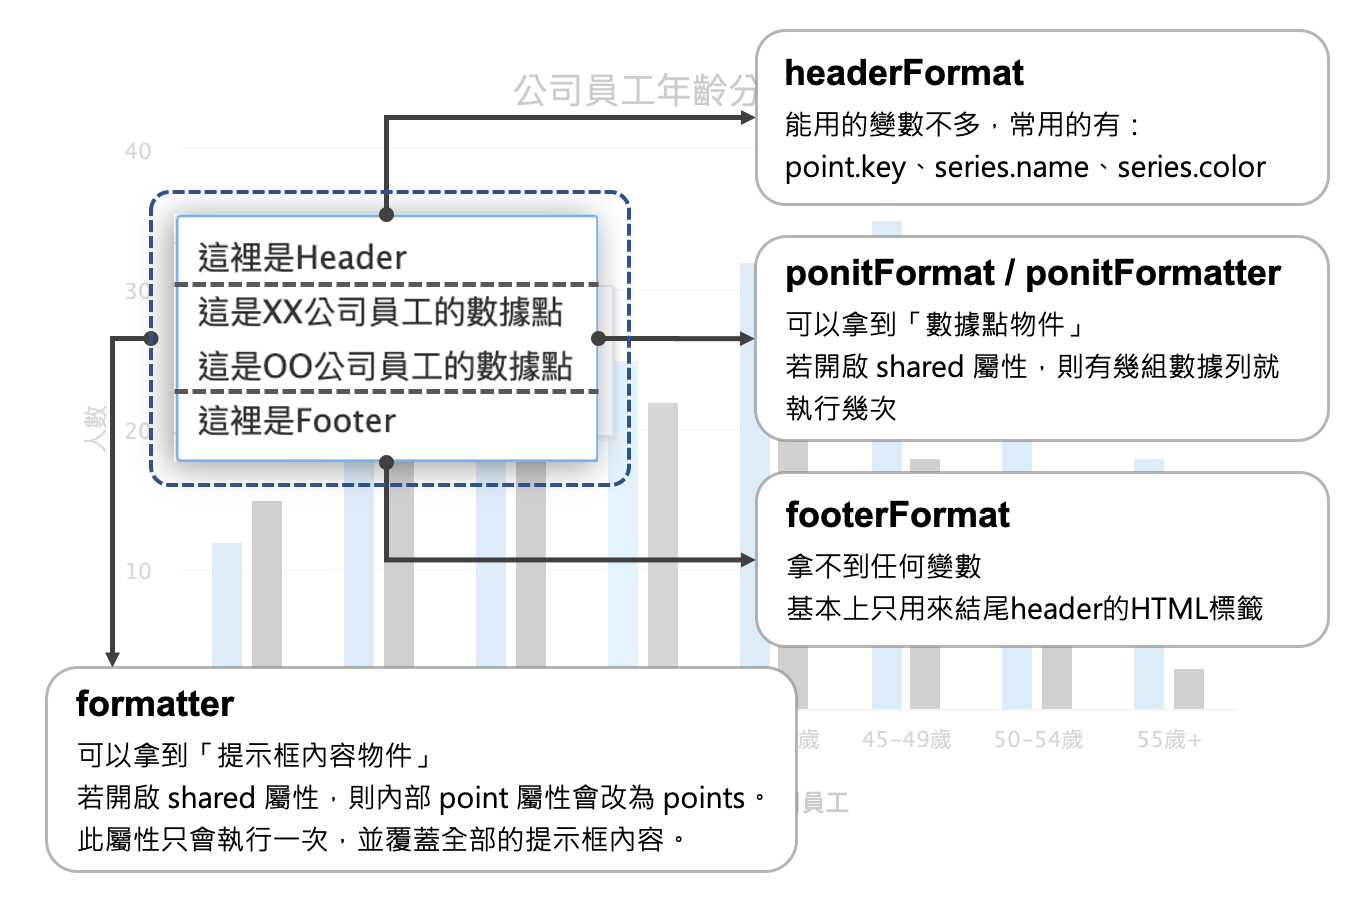 公司員工年齡分
headerFormat
能用的變數不多，常用的有：
point.key、series.name、series.color
40
30
20
10
人數
這裡是Header
這是XX公司員工的數據點
這是OO公司員工的數據點
這裡是Footer
ponitFormat / ponitFormatter
可以拿到「數據點物件」
若開啟 shared 屬性，則有幾組數據列就
執行幾次
footerFormat
拿不到任何變數
基本上只用來結尾header的HTML標籤
formatter
可以拿到「提示框內容物件」
若開啟 shared 屬性，則內部 point 屬性會改為 points。
此屬性只會執行一次，並覆蓋全部的提示框內容。
歲
45-49歲
50-54歲
55歲+
員工